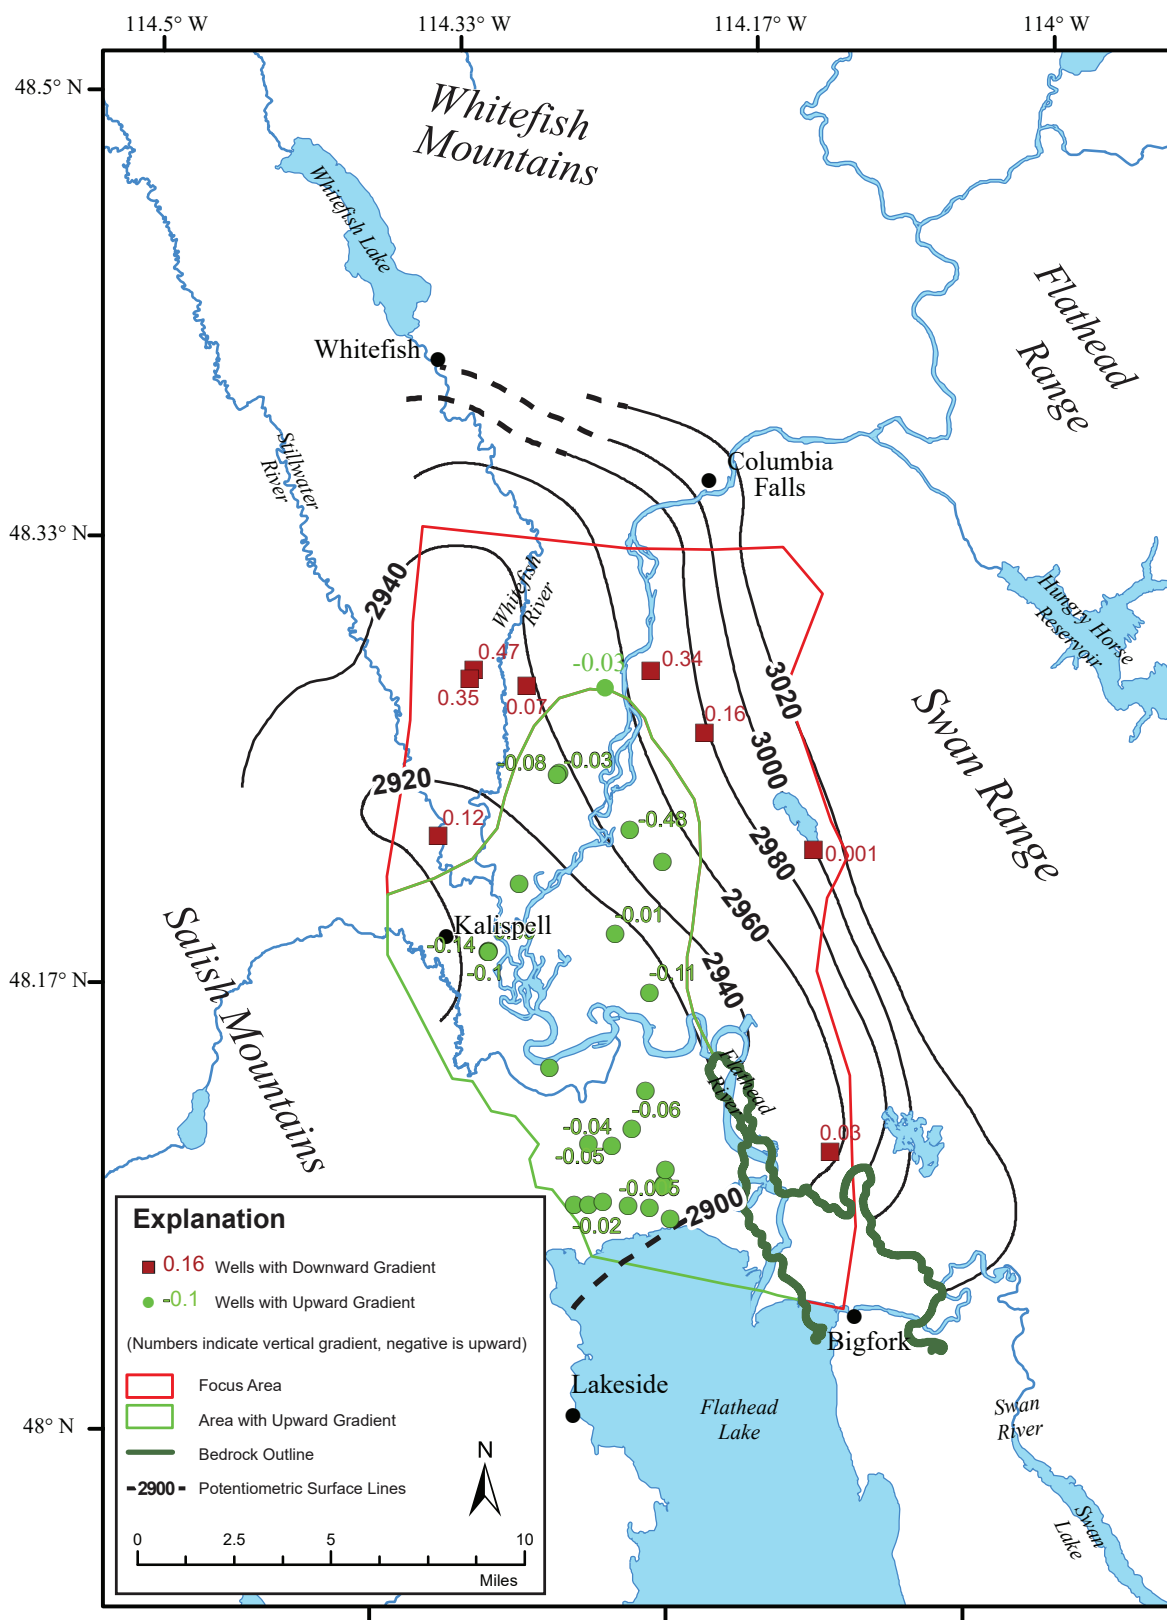 114.5° W
114.33° W
114.17° W
114° W
48.5° N
48.33° N
48.17° N
48° N
Whitefish
Mountains
Whitefish Lake
Flathead
Range
Whitefish
Columbia
Falls
Stillwater
River
2940
Whitefish
River
Hungry Horse
Reservoir
0.47
0.35
0.07
-0.03
0.34
0.16
3020
Swan Range
3000
-0.08
-0.03
2920
0.12
-0.48
2980
0.001
2960
Kalispell
-0.14
-0.1
-0.01
-0.11
2940
Salish Mountains
Flathead
River
-0.06
-0.04
-0.05
0.03
-0.02
2900
Bigfork
Lakeside
Flathead
Lake
Swan
River
Swan
Lake
Explanation
0.16 Wells with Downward Gradient
-0.1 Wells with Upward Gradient
(Numbers indicate vertical gradient, negative is upward)
Focus Area
Area with Upward Gradient
Bedrock Outline
-2900- Potentiometric Surface Lines
N
0 2.5 5 10
Miles